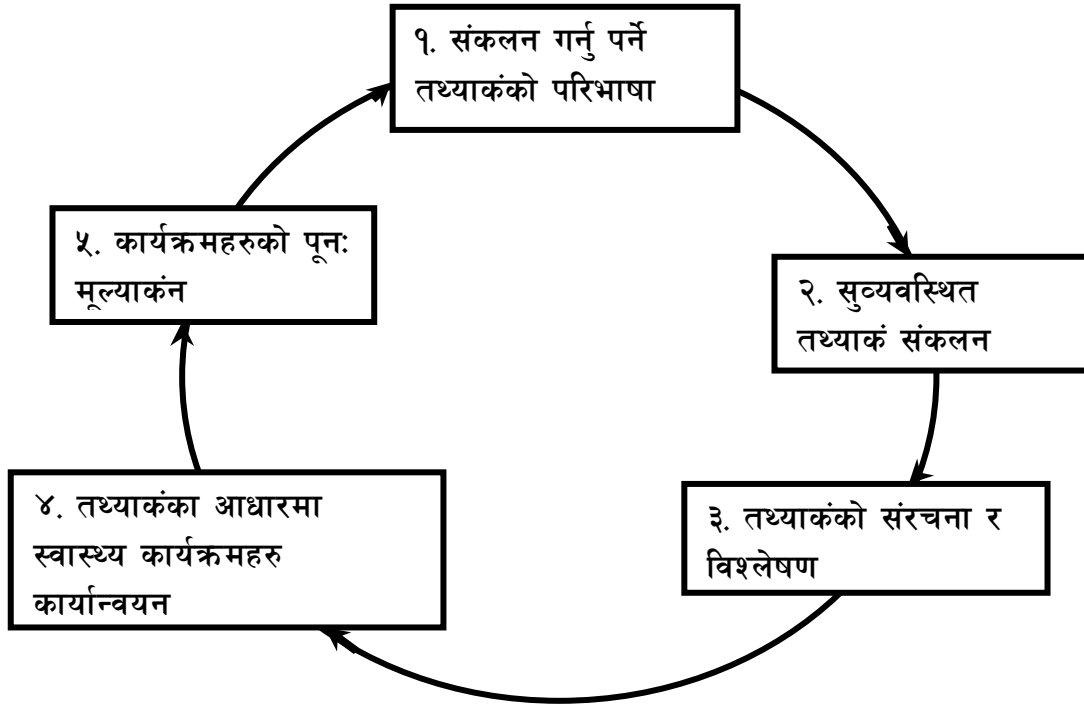 १. संकलन गर्नु पर्ने
तथ्याकंको परिभाषा
२. सुव्यवस्थित
तथ्याकं संकलन
३. तथ्याकंको संरचना र
विश्लेषण
४. तथ्याकंका आधारमा
स्वास्थ्य कार्यक्रमहरु
कार्यान्वयन
५. कार्यक्रमहरुको पूनः
मूल्याकंन